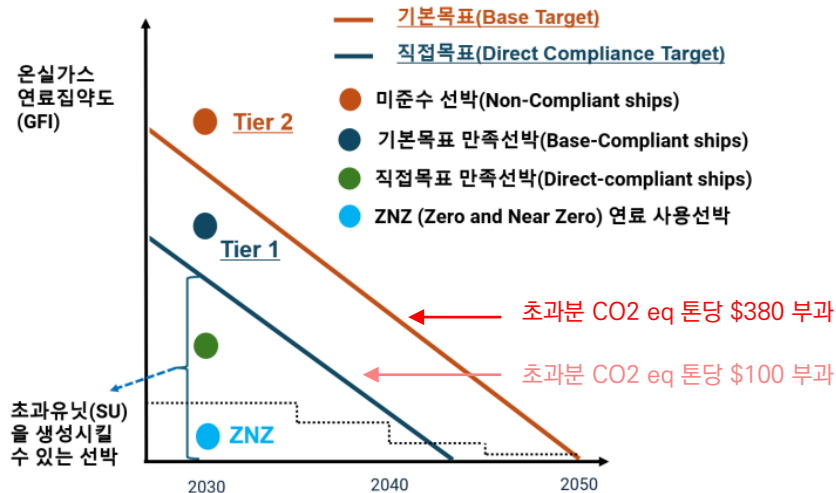 기본목표(Base Target)
직접목표(Direct Compliance Target)
온실가스
연료집약도
(GFI)
미준수 선박(Non-Compliant ships)
Tier 2
기본목표 만족선박(Base-Compliant ships)
직접목표 만족선박(Direct-compliant ships)
ZNZ (Zero and Near Zero) 연료 사용선박
Tier 1
초과분 CO2 eq 톤당 $380 부과
초과분 CO2 eq 톤당 $100 부과
초과유닛(SU)
을 생성시킬
수 있는 선박
ZNZ
2030
2040
2050